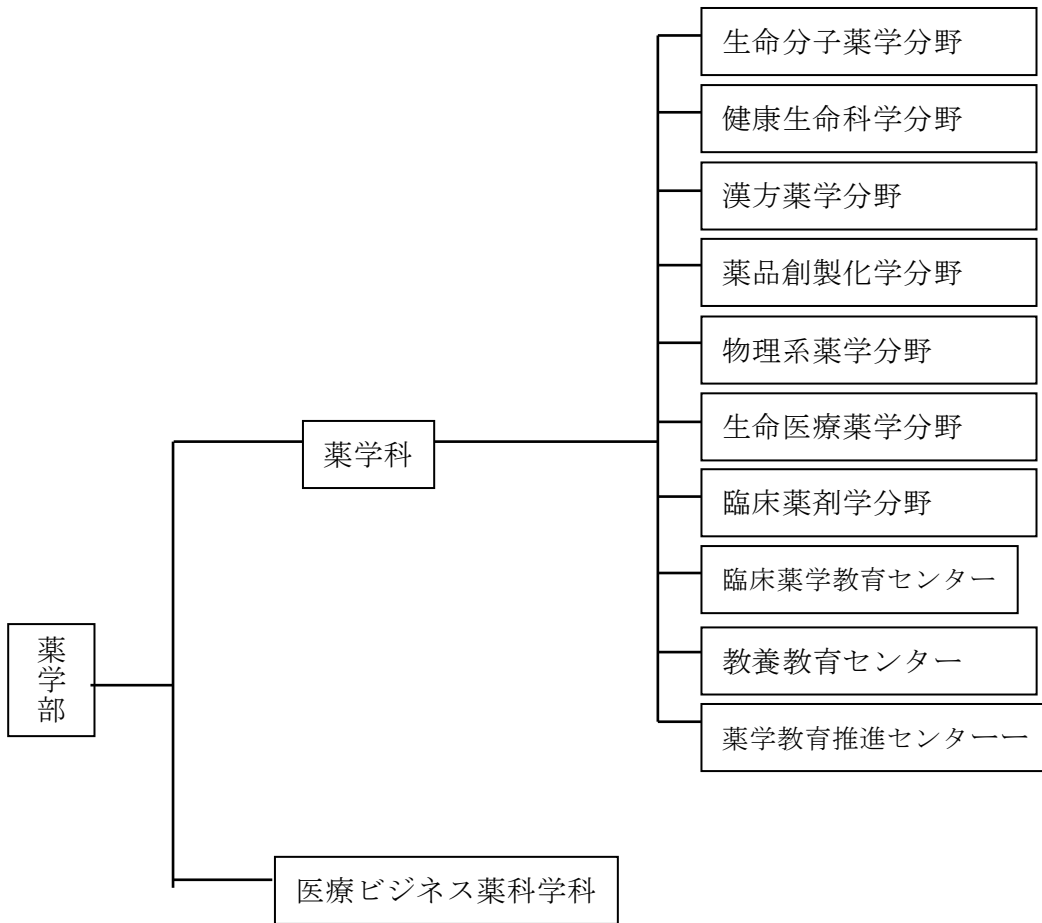 生命分子薬学分野
健康生命科学分野
漢方薬学分野
薬品創製化学分野
物理系薬学分野
生命医療薬学分野
薬学科
臨床薬剤学分野
臨床薬学教育センター
薬学部
教養教育センター
薬学教育推進センターー
医療ビジネス薬科学科